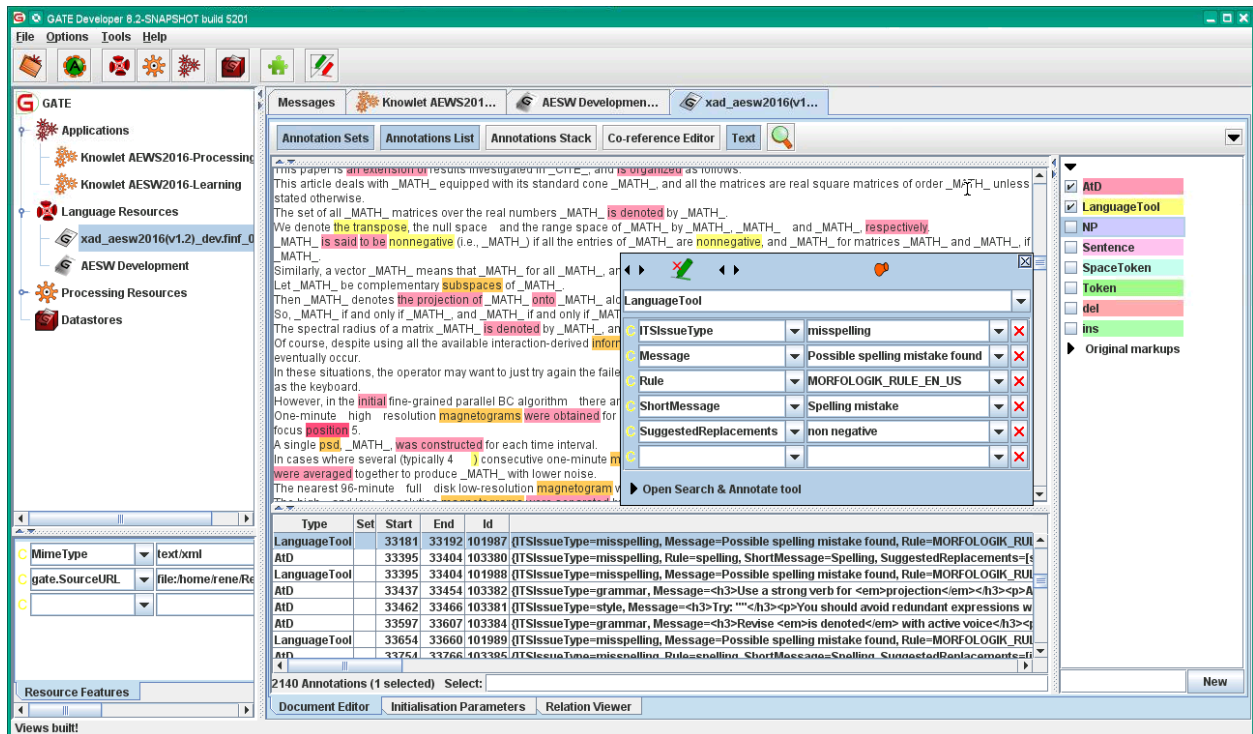 GATE Developer 8.2-SNAPSHOT build 5201
File Options Tools Help
GATE
Applications
Knowlet AEWS2016-Processing
Knowlet AESW2016-Learning
Language Resources
xad_aesw2016(v1.2)_dev.finf_0
AESW Development
Processing Resources
Datastores
MimeType text/xml
gate.SourceURL file:/home/rene/Re
Resource Features
Views built!
Messages Knowlet AEWS201... AESW Developmen... xad_aesw2016(v1...
Annotation Sets Annotations List Annotations Stack Co-reference Editor Text
This paper is an extension of results investigated in _CITE_, and is organized as follows.
This article deals with _MATH_ equipped with its standard cone _MATH_, and all the matrices are real square matrices of order _MATH_ unless
stated otherwise.
The set of all _MATH_ matrices over the real numbers _MATH_ is denoted by _MATH_.
We denote the transpose, the null space and the range space of _MATH_ by _MATH_, _MATH_ and _MATH_, respectively.
_MATH_ is said to be nonnegative (i.e., _MATH_) if all the entries of _MATH_ are nonnegative, and _MATH_ for matrices _MATH_ and _MATH_, if
_MATH_.
Similarly, a vector _MATH_ means that _MATH_ for all _MATH_, an
Let _MATH_ be complementary subspaces of _MATH_.
Then _MATH_ denotes the projection of _MATH_ onto _MATH_ alo
So, _MATH_ if and only if _MATH_, and _MATH_ if and only if _MAT
The spectral radius of a matrix _MATH_ is denoted by _MATH_, an
Of course, despite using all the available interaction-derived inforr
eventually occur.
In these situations, the operator may want to just try again the faile
as the keyboard.
However, in the initial fine-grained parallel BC algorithm there ar
One-minute high resolution magnetograms were obtained for
focus position 5.
A single psd, _MATH_, was constructed for each time interval.
In cases where several (typically 4 ) consecutive one-minute m
were averaged together to produce _MATH_ with lower noise.
The nearest 96-minute full disk low-resolution magnetogram w
LanguageTool
ITSIssueType misspelling
Message Possible spelling mistake found
Rule MORFOLOGIK_RULE_EN_US
ShortMessage Spelling mistake
SuggestedReplacements non negative
Open Search & Annotate tool
Type Set Start End Id
LanguageTool 33181 33192 101987 {ITSIssueType=misspelling, Message=Possible spelling mistake found, Rule=MORFOLOGIK_RUL
AtD 33395 33404 103380 {ITSIssueType=misspelling, Rule=spelling, ShortMessage=Spelling, SuggestedReplacements=[s
LanguageTool 33395 33404 101988 {ITSIssueType=misspelling, Message=Possible spelling mistake found, Rule=MORFOLOGIK_RUL
AtD 33437 33454 103382 {ITSIssueType=grammar, Message=<h3>Use a strong verb for <em>projection</em></h3><p>A
AtD 33462 33466 103381 {ITSIssueType=style, Message=<h3>Try: ""</h3><p>You should avoid redundant expressions w
AtD 33597 33607 103384 {ITSIssueType=grammar, Message=<h3>Revise <em>is denoted</em> with active voice</h3><p
LanguageTool 33654 33660 101989 {ITSIssueType=misspelling, Message=Possible spelling mistake found, Rule=MORFOLOGIK_RUL
AtD 33754 33766 103385 {ITSIssueType=misspelling, Rule=spelling, ShortMessage=Spelling, SuggestedReplacements=[i
2140 Annotations (1 selected) Select:
Document Editor Initialisation Parameters Relation Viewer
AtD
LanguageTool
NP
Sentence
SpaceToken
Token
del
ins
Original markups
New